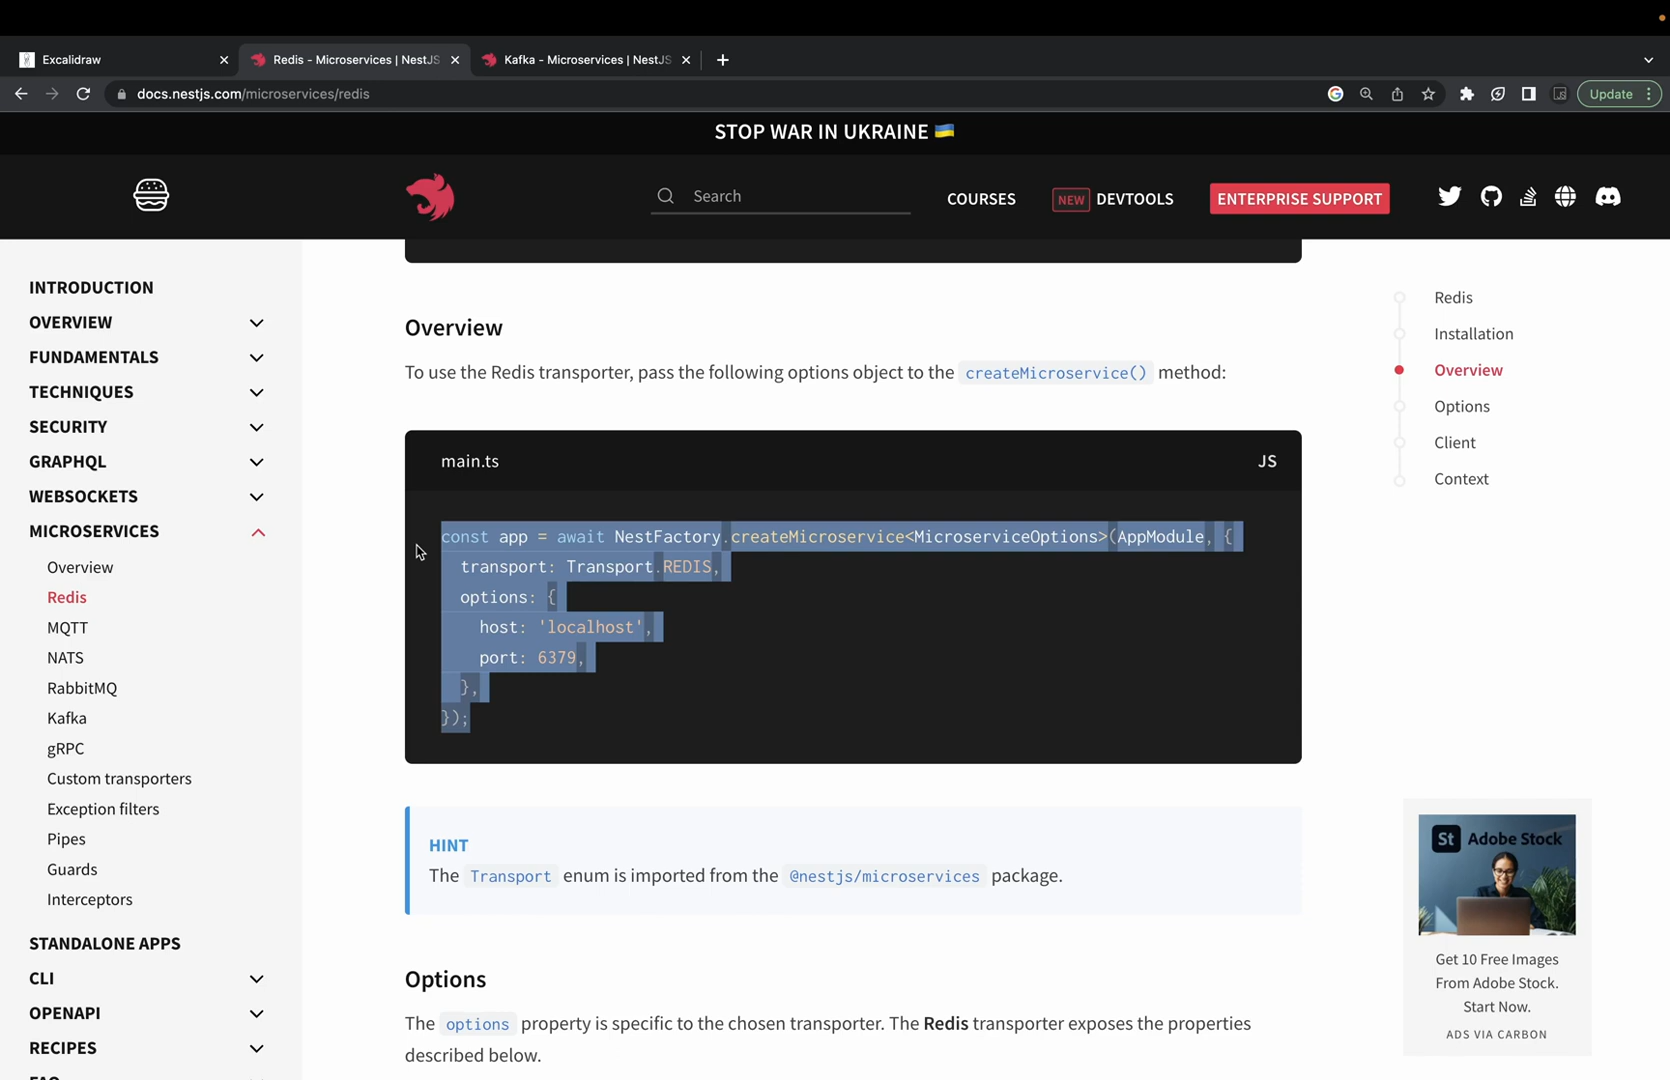 Excalidraw
Redis - Microservices | NestJS
Kafka - Microservices | NestJS
docs.nestjs.com/microservices/redis
Update
STOP WAR IN UKRAINE 🇺🇦
Search
COURSES
NEW DEVTOOLS
ENTERPRISE SUPPORT
INTRODUCTION
OVERVIEW
FUNDAMENTALS
TECHNIQUES
SECURITY
GRAPHQL
WEBSOCKETS
MICROSERVICES
Overview
Redis
MQTT
NATS
RabbitMQ
Kafka
gRPC
Custom transporters
Exception filters
Pipes
Guards
Interceptors
STANDALONE APPS
CLI
OPENAPI
RECIPES
Overview
To use the Redis transporter, pass the following options object to the createMicroservice() method:
main.ts
JS
const app = await NestFactory.createMicroservice<MicroserviceOptions>(AppModule, {
  transport: Transport.REDIS,
  options: {
    host: 'localhost',
    port: 6379,
  },
});
HINT
The Transport enum is imported from the @nestjs/microservices package.
Options
The options property is specific to the chosen transporter. The Redis transporter exposes the properties
described below.
Redis
Installation
Overview
Options
Client
Context
St Adobe Stock
Get 10 Free Images
From Adobe Stock.
Start Now.
ADS VIA CARBON